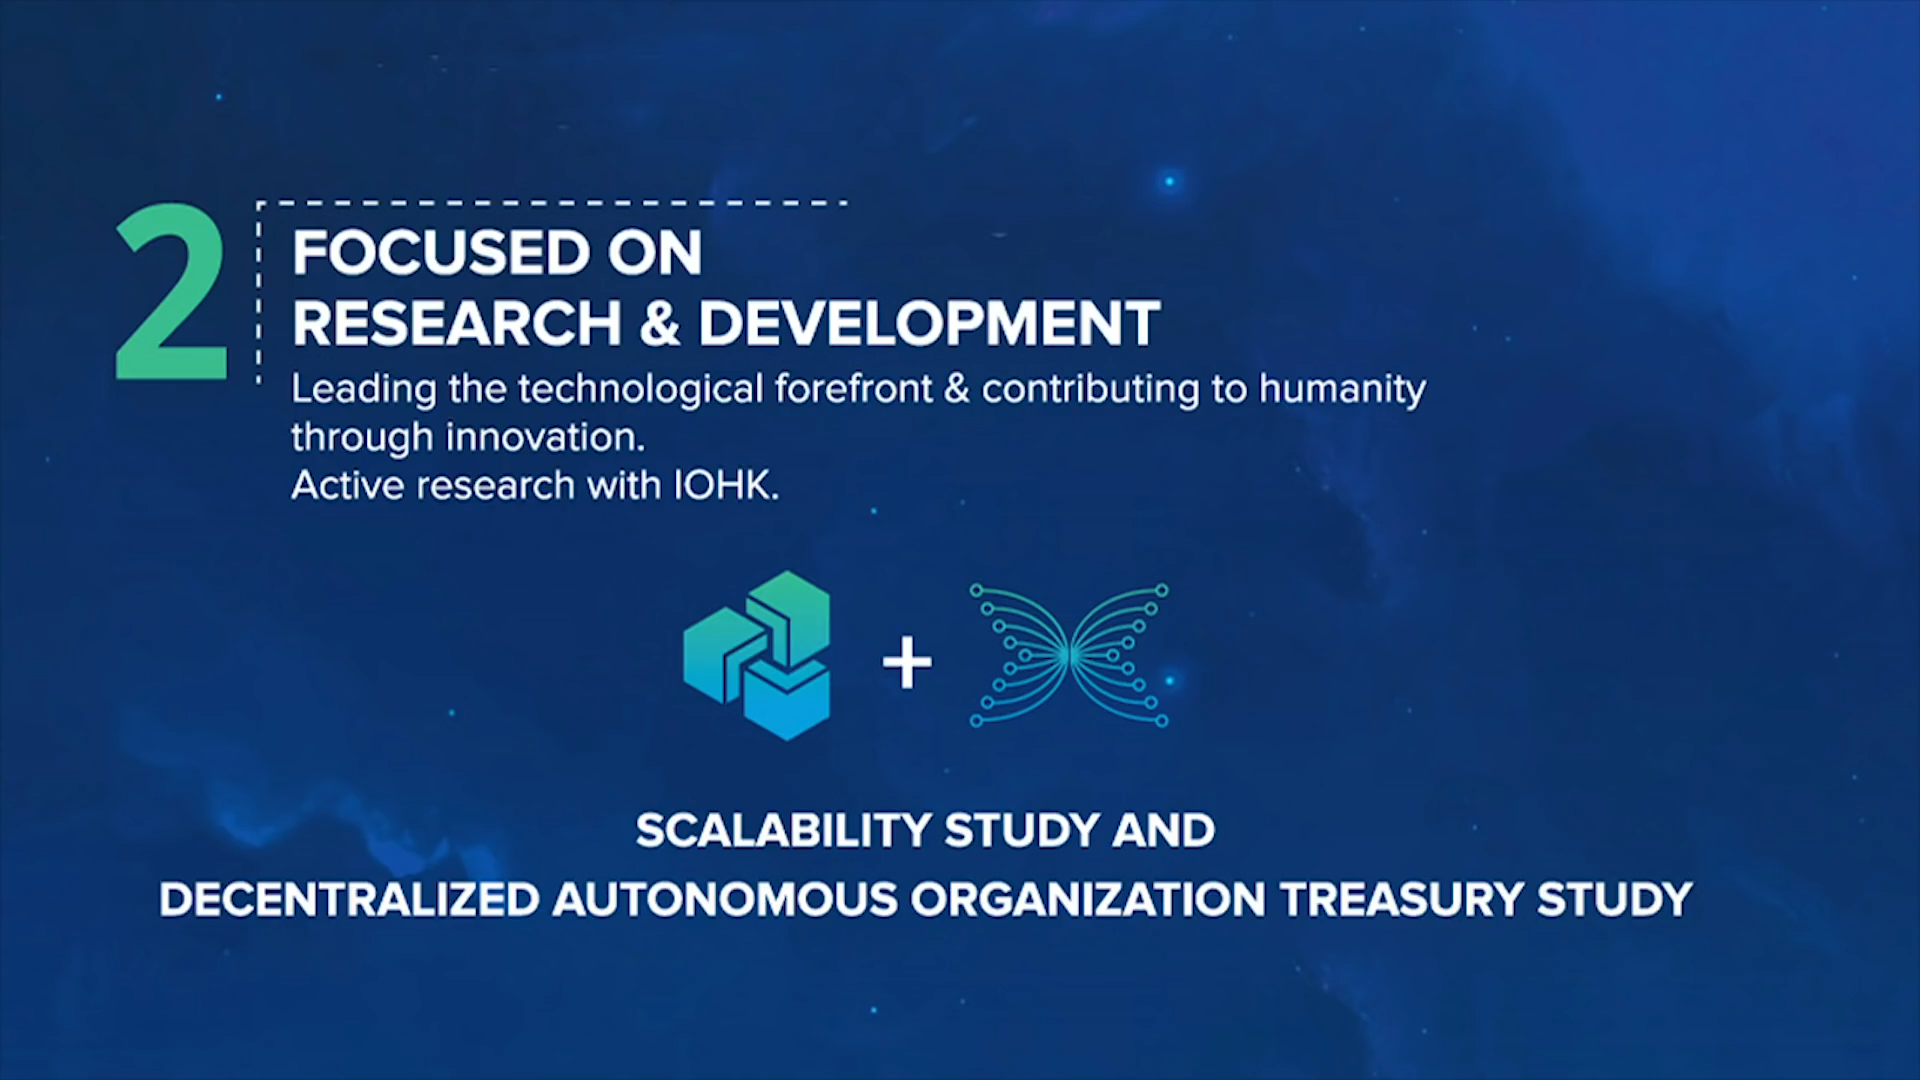 2
FOCUSED ON
RESEARCH & DEVELOPMENT
Leading the technological forefront & contributing to humanity
through innovation.
Active research with IOHK.
+
SCALABILITY STUDY AND
DECENTRALIZED AUTONOMOUS ORGANIZATION TREASURY STUDY